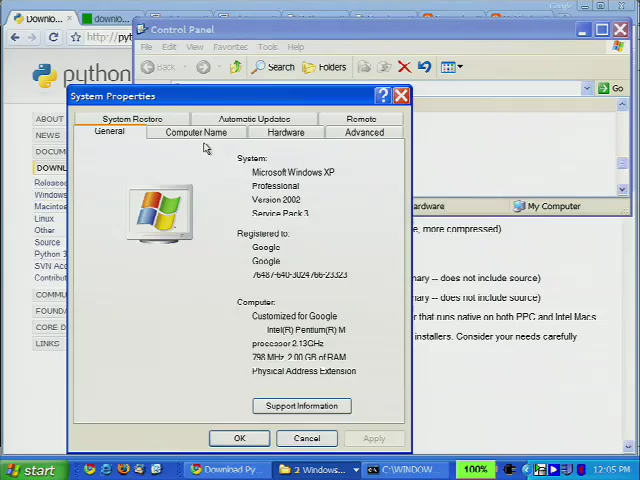 Google
Downlo...
downlo...
http://pyt
Control Panel
File
Edit
View
Favorites
Tools
Help
Back
Search
Folders
Go
python
System Properties
System Restore
Automatic Updates
Remote
General
Computer Name
Hardware
Advanced
System:
Microsoft Windows XP
Professional
Version 2002
Service Pack 3
Registered to:
Google
Google
76487-640-3024766-23323
Computer:
Customized for Google
Intel(R) Pentium(R) M
processor 2.13GHz
798 MHz, 2.00 GB of RAM
Physical Address Extension
Support Information
OK
Cancel
Apply
ABOUT
NEWS
DOCUM
DOWNL
Release
Windows
Macintos
Linux
Other
Source
Python 3
SVN Acc
COMMU
FOUNDA
CORE D
LINKS
ardware
My Computer
e, more compressed)
nary -- does not include source)
nary -- does not include source)
er that runs native on both PPC and Intel Macs
installers. Consider your needs carefully
start
Download Py...
2 Windows...
C:\WINDOW...
100%
12:05 PM